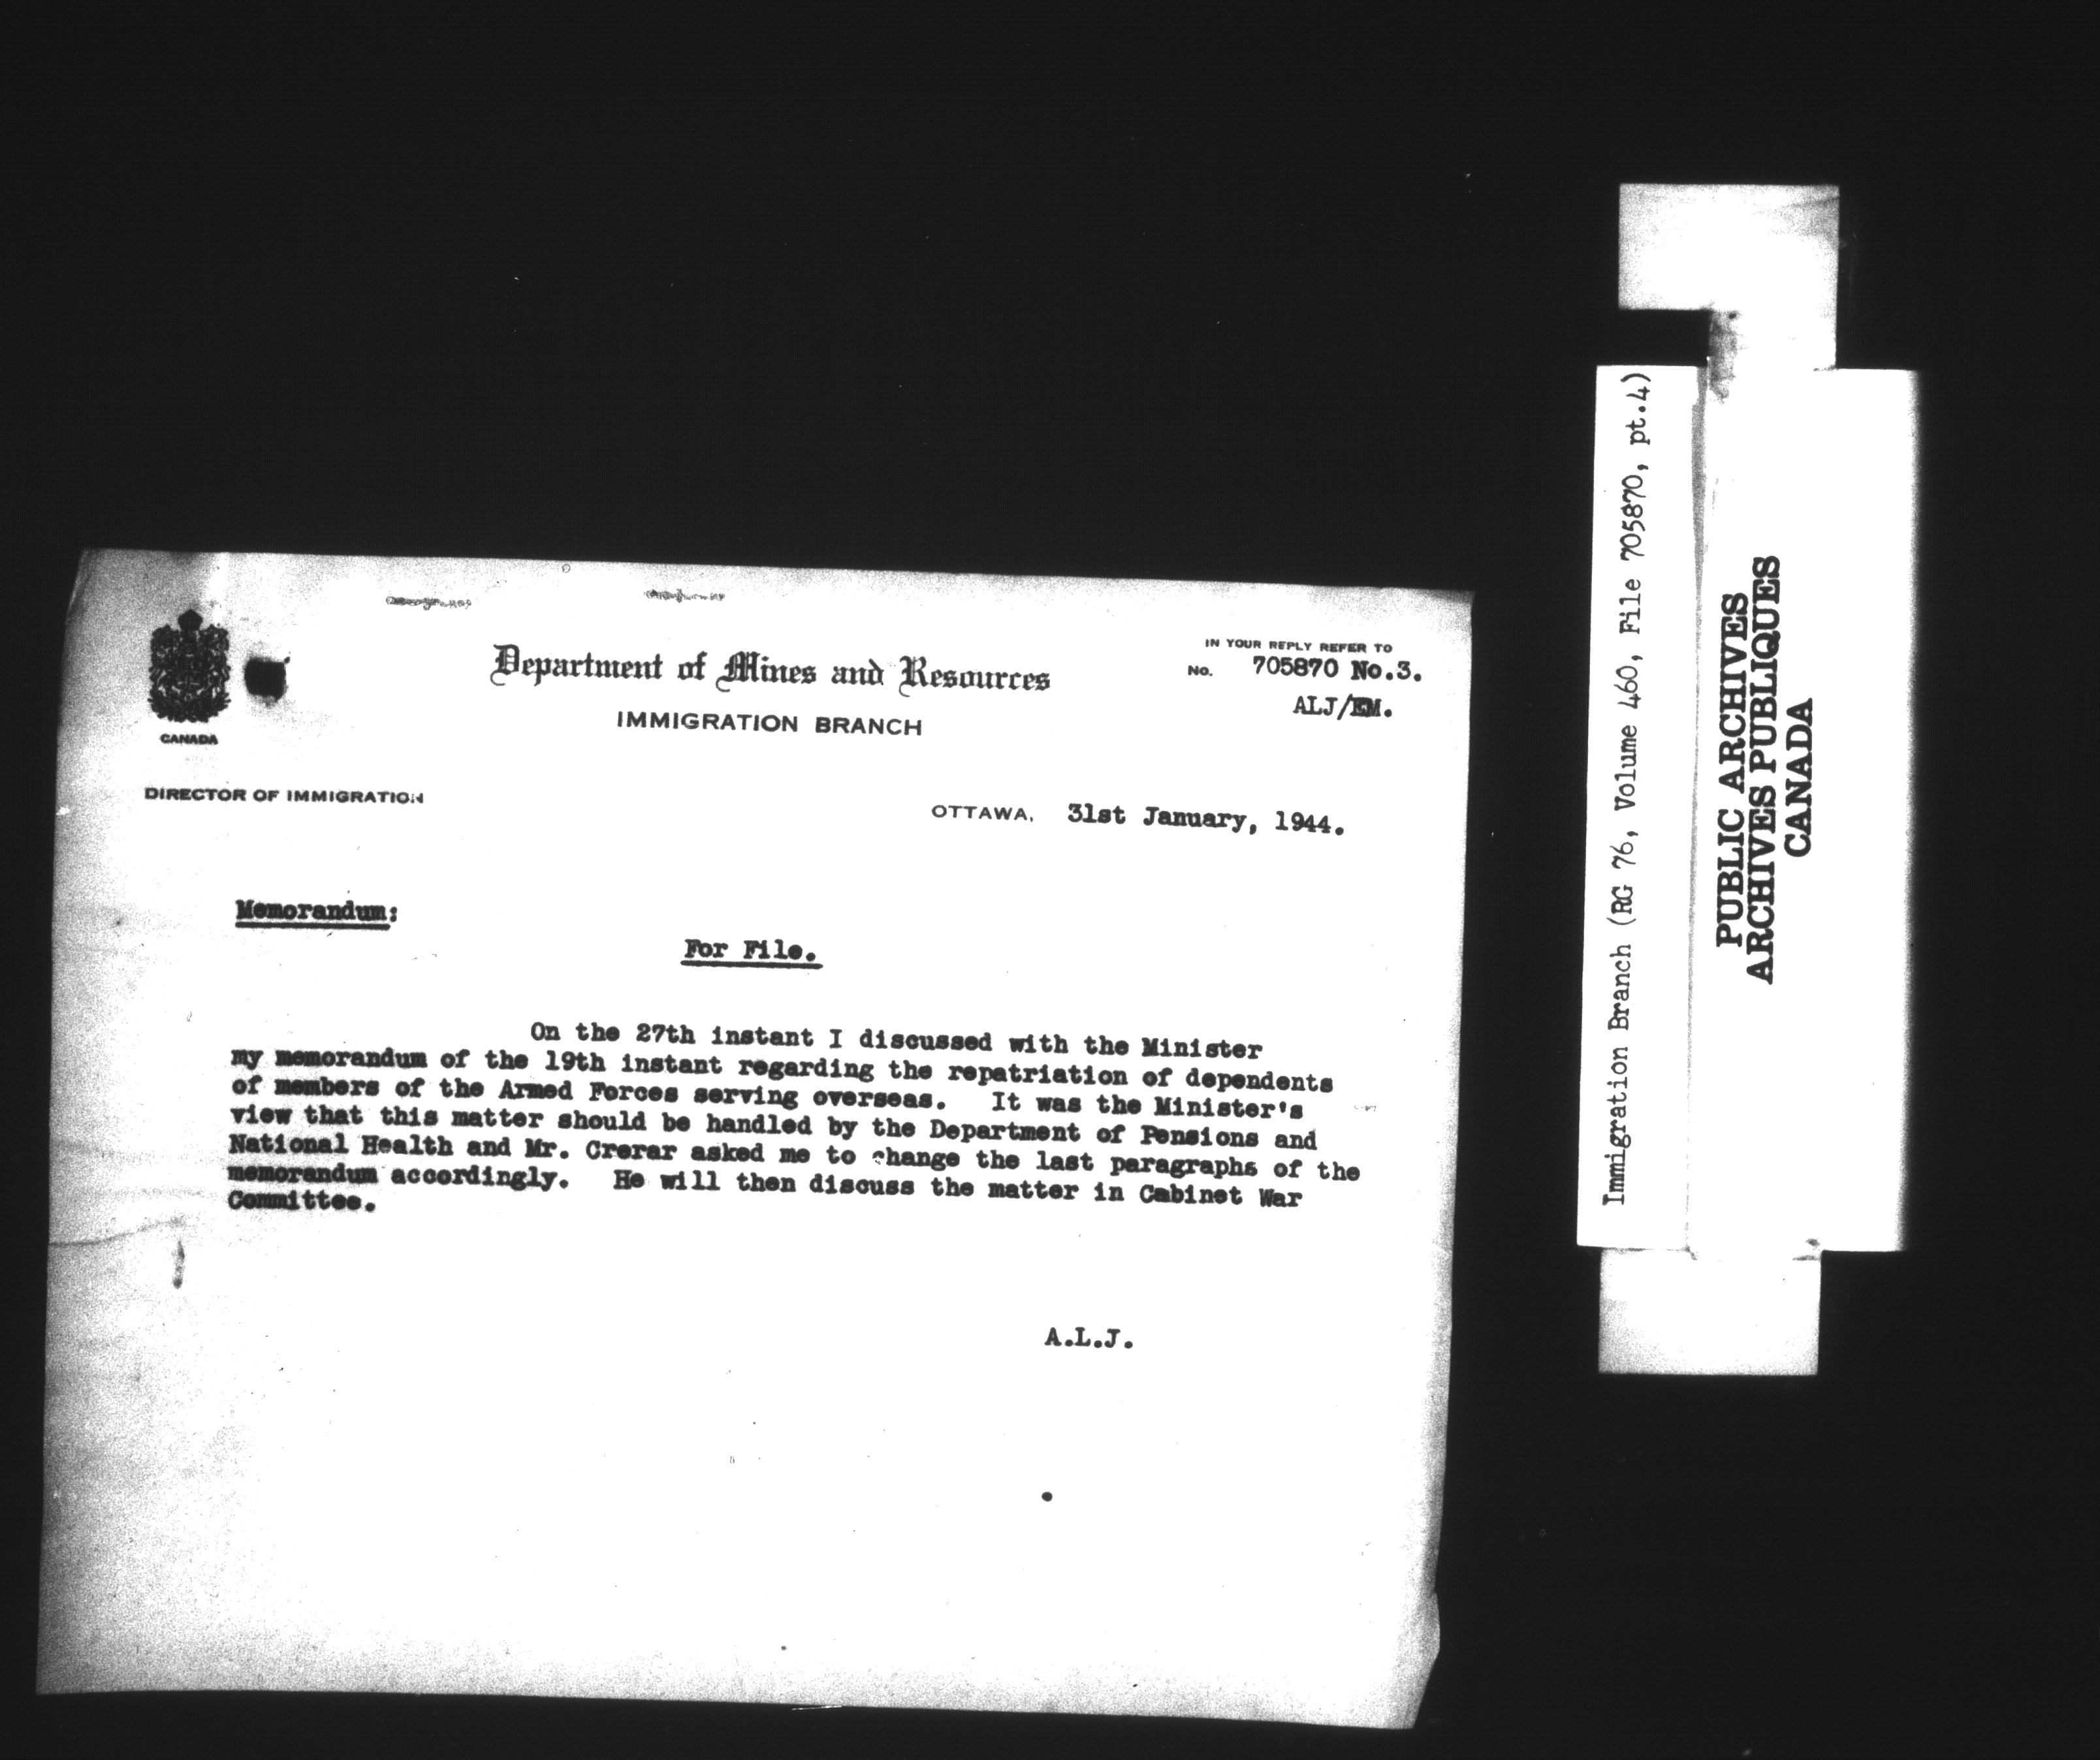 Department of Mines and Resources
IMMIGRATION BRANCH
IN YOUR REPLY REFER TO
No. 705870 No.3.
ALJ/EM.
CANADA
DIRECTOR OF IMMIGRATION
OTTAWA, 31st January, 1944.
Memorandum:
For File.
On the 27th instant I discussed with the Minister
my memorandum of the 19th instant regarding the repatriation of dependents
of members of the Armed Forces serving overseas. It was the Minister's
view that this matter should be handled by the Department of Pensions and
National Health and Mr. Crerar asked me to change the last paragraphs of the
memorandum accordingly. He will then discuss the matter in Cabinet War
Committee.
A.L.J.
Immigration Branch (RG 76, Volume 460, File 705870, pt.4)
PUBLIC ARCHIVES
ARCHIVES PUBLIQUES
CANADA